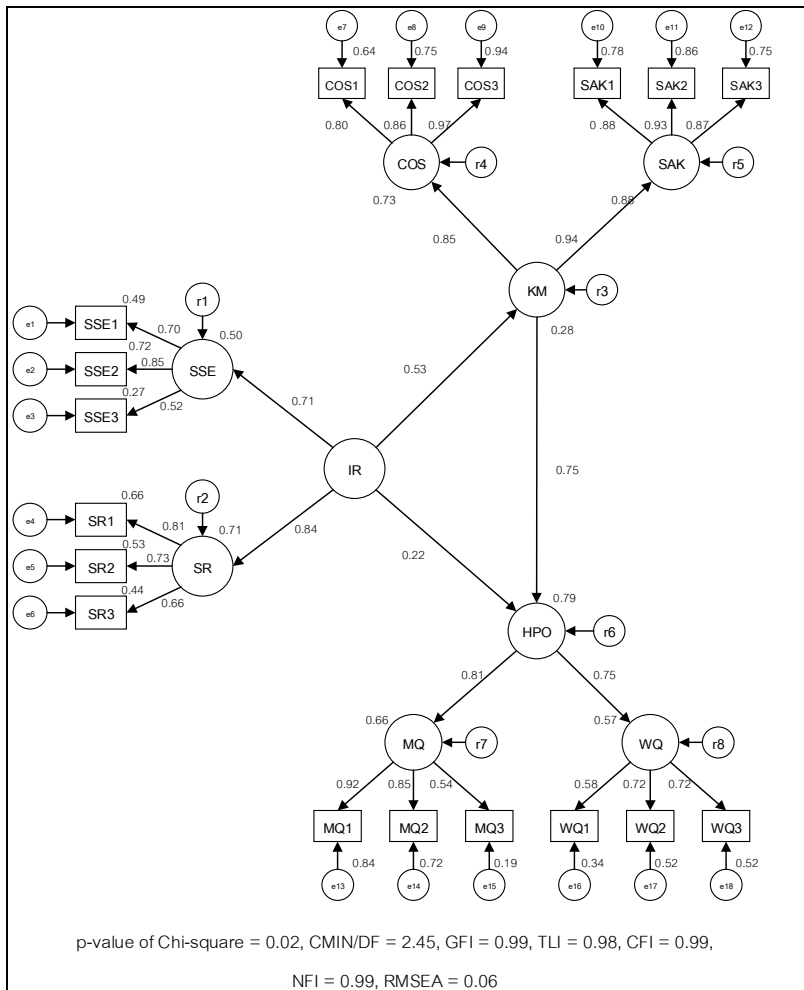 e7 e8 e9 e10 e11 e12
0.64 0.75 0.94 0.78 0.86 0.75
COS1 COS2 COS3 SAK1 SAK2 SAK3
0.80 0.86 0.97 0 .88 0.93 0.87
COS r4 SAK r5
0.73 0.88
0.85 0.94
KM r3
0.28
r1
0.49
e1 SSE1 0.70 0.50
0.72
e2 SSE2 0.85 SSE 0.53
0.27
e3 SSE3 0.52
0.71
IR 0.75
r2
0.66
e4 SR1 0.81 0.71 0.84
0.53
e5 SR2 0.73 SR 0.22
0.44
e6 SR3 0.66
0.79
HPO r6
0.81 0.75
0.66 0.57
MQ r7 WQ r8
0.92 0.85 0.54 0.58 0.72 0.72
MQ1 MQ2 MQ3 WQ1 WQ2 WQ3
0.84 0.72 0.19 0.34 0.52 0.52
e13 e14 e15 e16 e17 e18
p-value of Chi-square = 0.02, CMIN/DF = 2.45, GFI = 0.99, TLI = 0.98, CFI = 0.99,
NFI = 0.99, RMSEA = 0.06